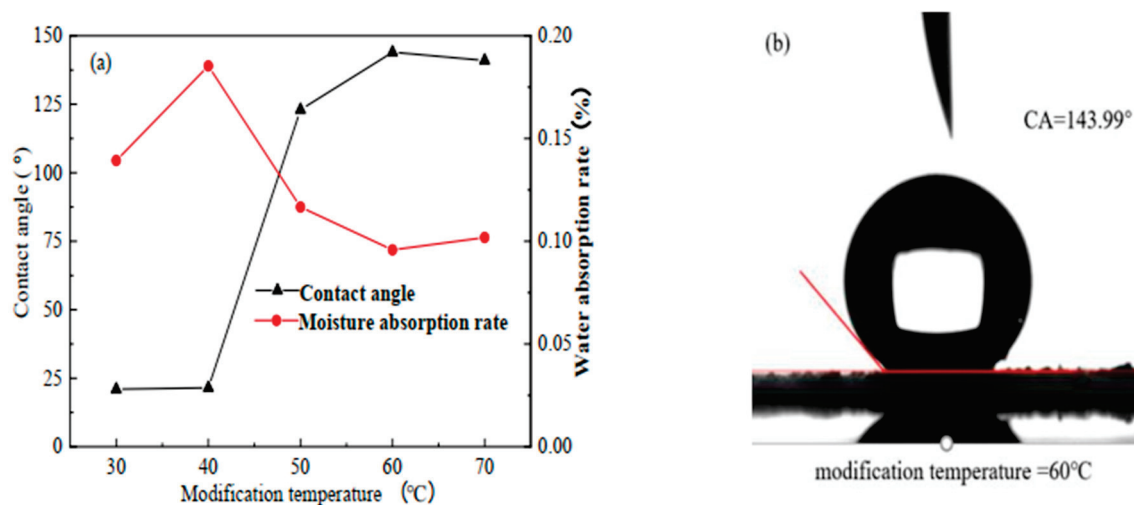 (a)
150
125
100
75
50
25
0
Contact angle ( °)
0.20
0.15
0.10
0.05
0.00
Water absorption rate (%)
Contact angle
Moisture absorption rate
30 40 50 60 70
Modification temperature (℃)
(b)
CA=143.99°
modification temperature =60℃